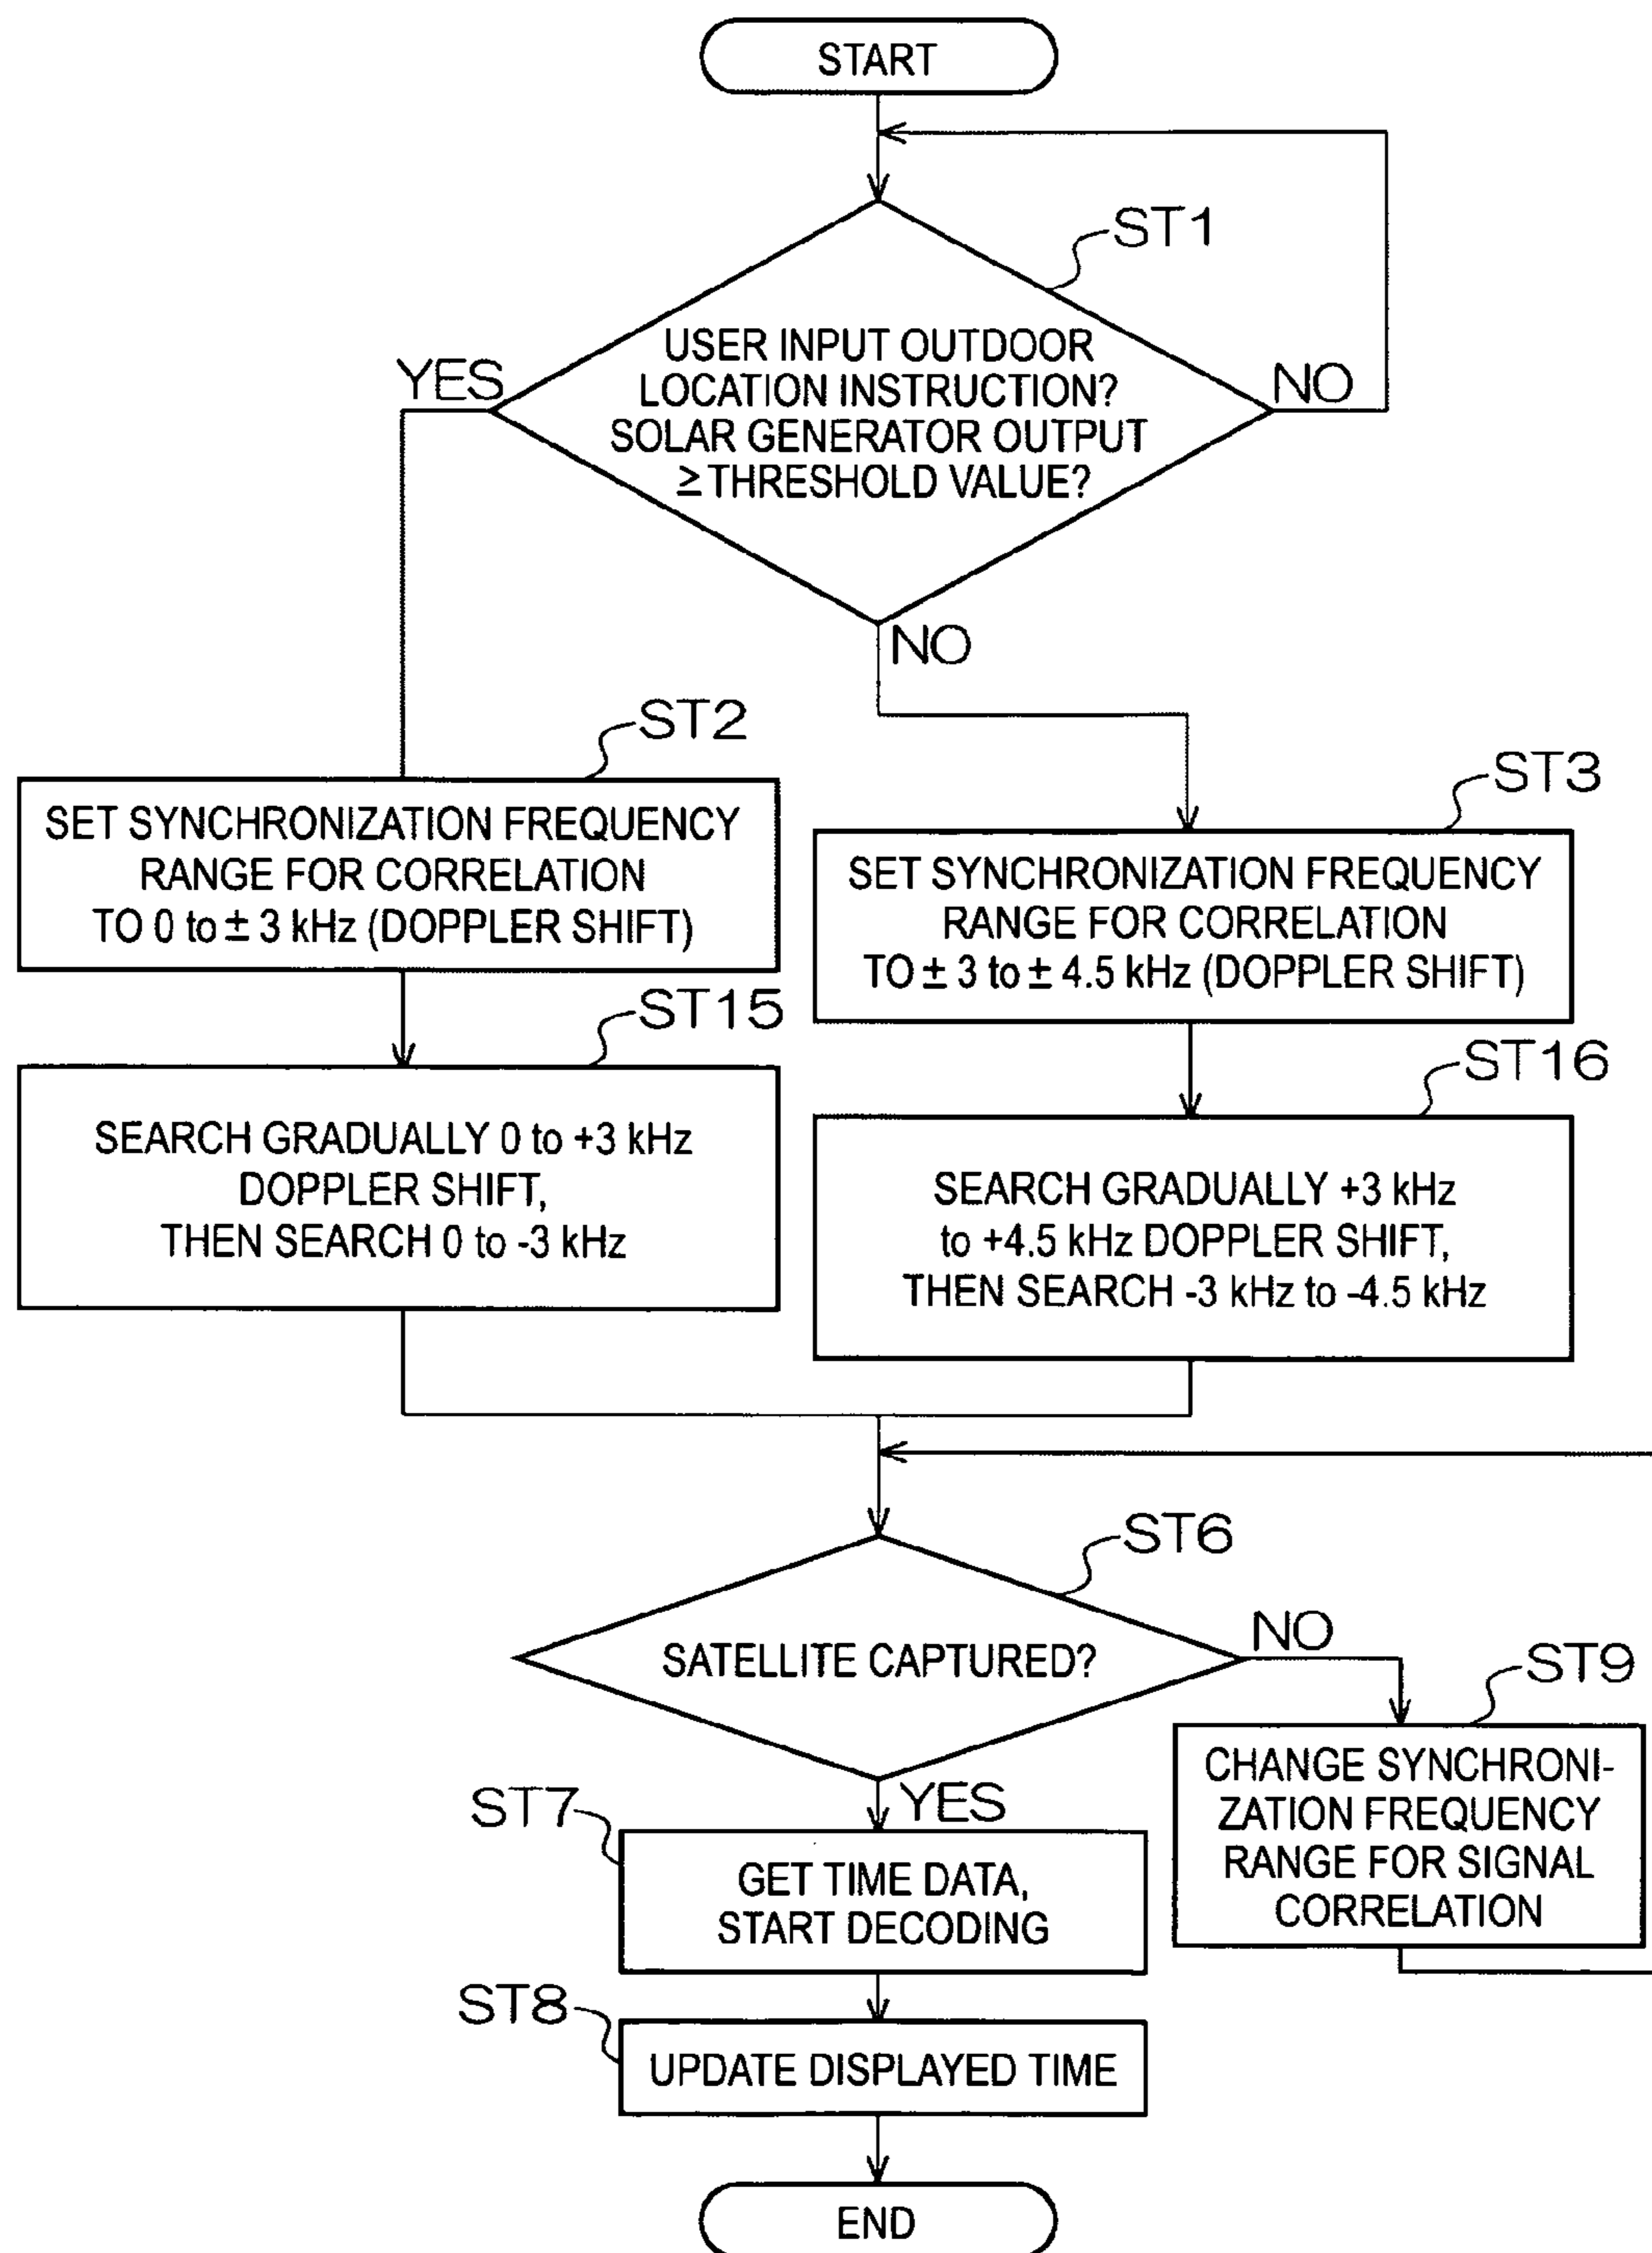 START
ST1
USER INPUT OUTDOOR
LOCATION INSTRUCTION?
SOLAR GENERATOR OUTPUT
≥ THRESHOLD VALUE?
YES
NO
NO
ST2
SET SYNCHRONIZATION FREQUENCY
RANGE FOR CORRELATION
TO 0 to ± 3 kHz (DOPPLER SHIFT)
ST3
SET SYNCHRONIZATION FREQUENCY
RANGE FOR CORRELATION
TO ± 3 to ± 4.5 kHz (DOPPLER SHIFT)
ST15
SEARCH GRADUALLY 0 to +3 kHz
DOPPLER SHIFT,
THEN SEARCH 0 to -3 kHz
ST16
SEARCH GRADUALLY +3 kHz
to +4.5 kHz DOPPLER SHIFT,
THEN SEARCH -3 kHz to -4.5 kHz
ST6
SATELLITE CAPTURED?
NO
ST9
CHANGE SYNCHRONI-
ZATION FREQUENCY
RANGE FOR SIGNAL
CORRELATION
YES
ST7
GET TIME DATA,
START DECODING
ST8
UPDATE DISPLAYED TIME
END